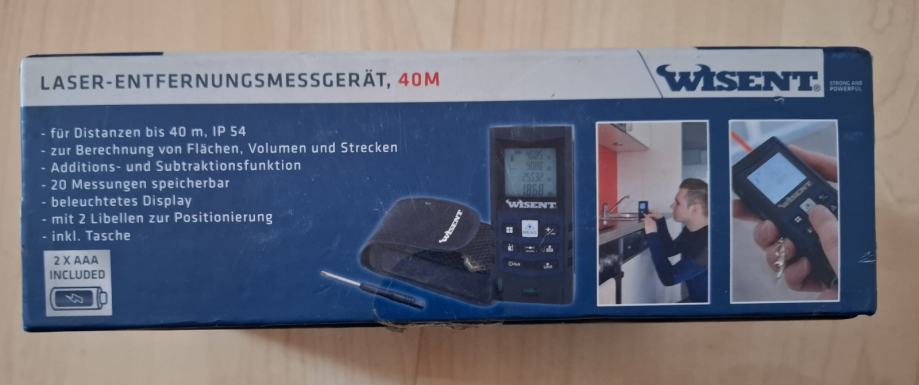 LASER-ENTFERNUNGSMESSGERÄT, 40M
WISENT®
STRONG AND
POWERFUL
- für Distanzen bis 40 m, IP 54
- zur Berechnung von Flächen, Volumen und Strecken
- Additions- und Subtraktionsfunktion
- 20 Messungen speicherbar
- beleuchtetes Display
- mit 2 Libellen zur Positionierung
- inkl. Tasche
2 X AAA
INCLUDED
WISENT
WISENT